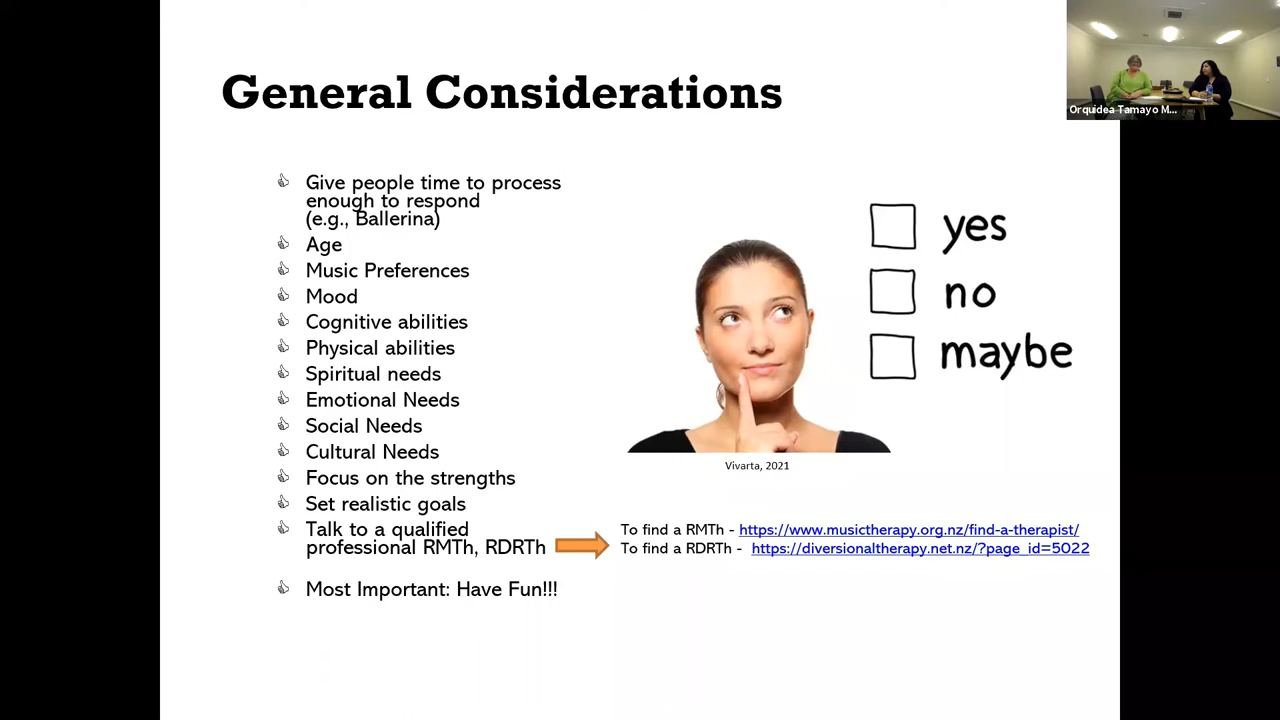 General Considerations
Orquidea Tamayo M...
Give people time to process
enough to respond
(e.g., Ballerina)
Age
Music Preferences
Mood
Cognitive abilities
Physical abilities
Spiritual needs
Emotional Needs
Social Needs
Cultural Needs
Focus on the strengths
Set realistic goals
Talk to a qualified
professional RMTh, RDRTh
Most Important: Have Fun!!!
yes
no
maybe
Vivarta, 2021
To find a RMTh - https://www.musictherapy.org.nz/find-a-therapist/
To find a RDRTh - https://diversionaltherapy.net.nz/?page_id=5022